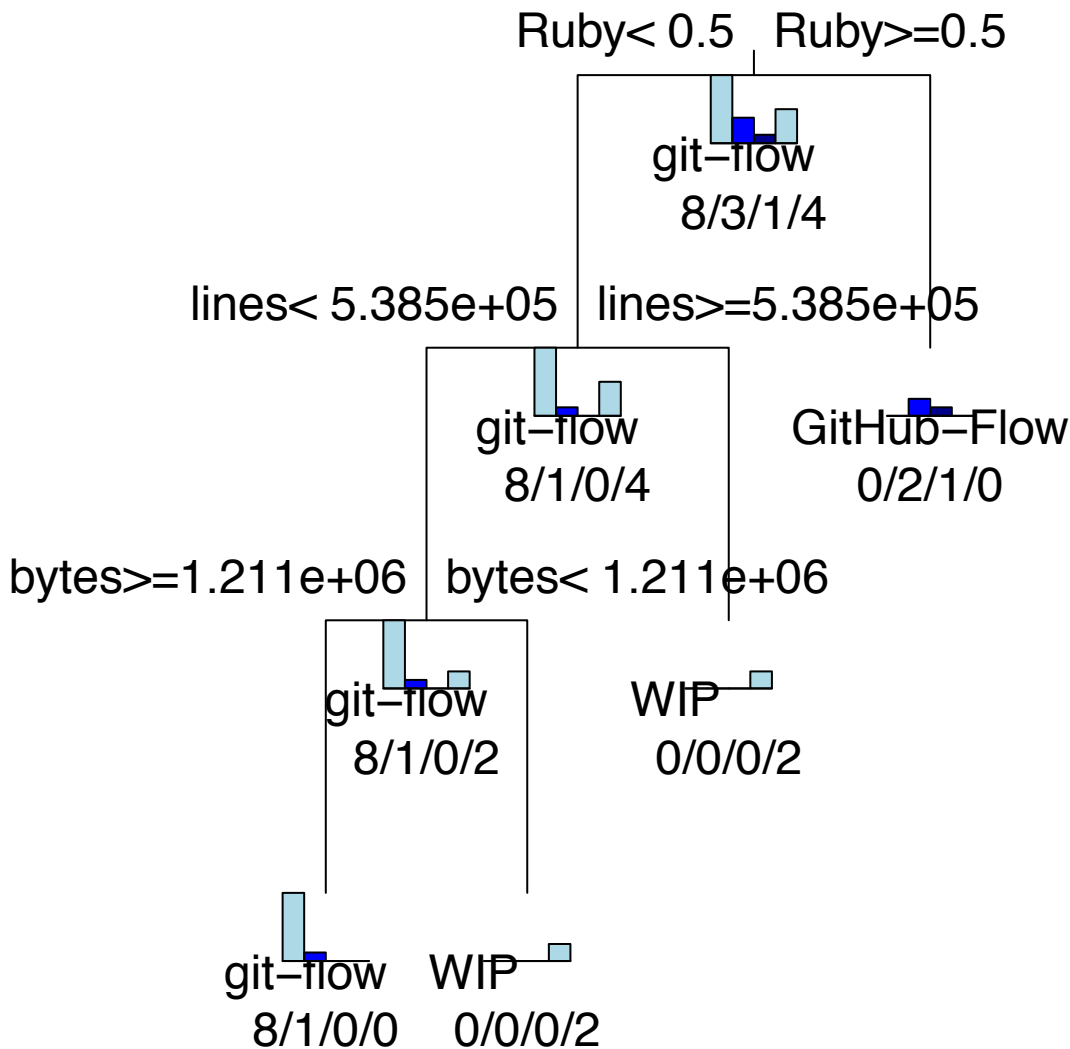 Ruby< 0.5 Ruby>=0.5
git−flow
8/3/1/4
lines< 5.385e+05 lines>=5.385e+05
git−flow GitHub−Flow
8/1/0/4 0/2/1/0
bytes>=1.211e+06 bytes< 1.211e+06
git−flow WIP
8/1/0/2 0/0/0/2
git−flow WIP
8/1/0/0 0/0/0/2